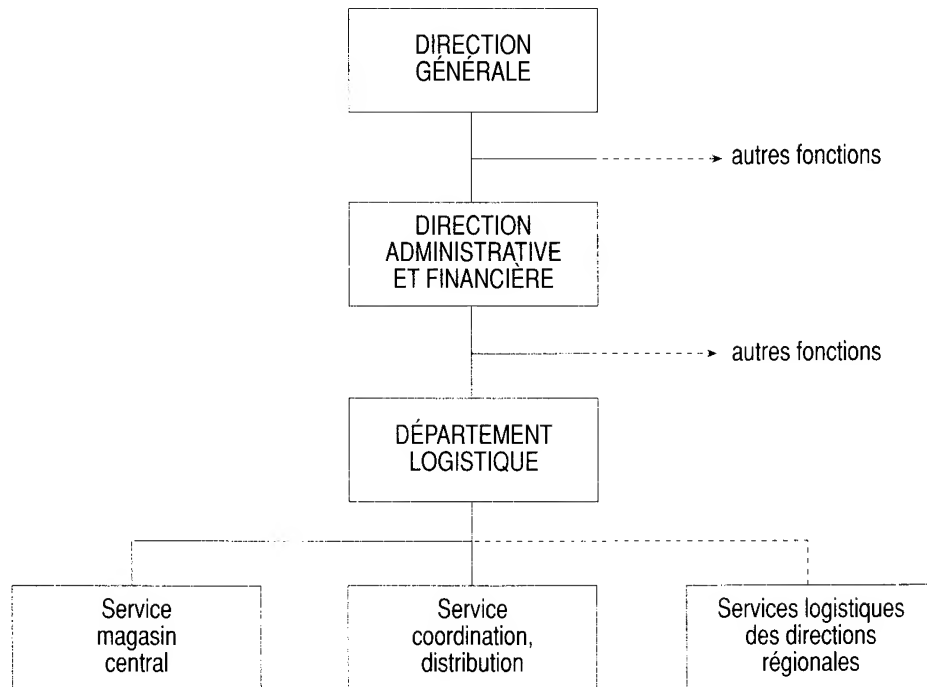 DIRECTION
GÉNÉRALE
autres fonctions
DIRECTION
ADMINISTRATIVE
ET FINANCIÈRE
autres fonctions
DÉPARTEMENT
LOGISTIQUE
Service
magasin
central
Service
coordination,
distribution
Services logistiques
des directions
régionales